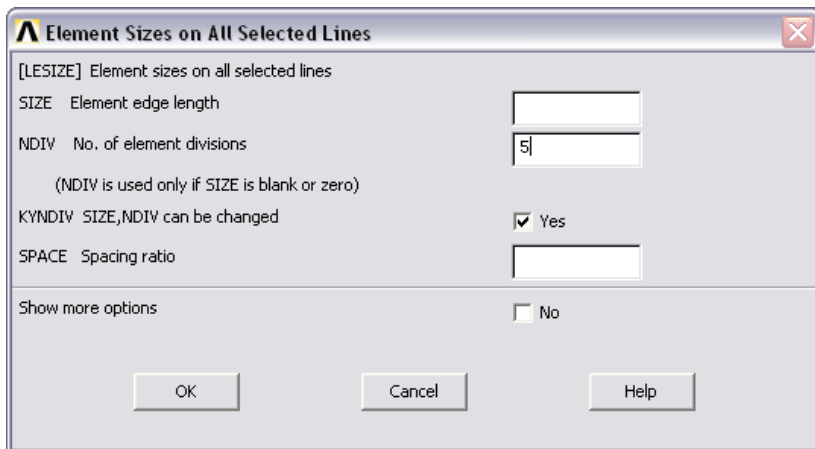 Element Sizes on All Selected Lines
[LESIZE] Element sizes on all selected lines
SIZE Element edge length
NDIV No. of element divisions 5
(NDIV is used only if SIZE is blank or zero)
KYNDIV SIZE,NDIV can be changed Yes
SPACE Spacing ratio
Show more options No
OK Cancel Help